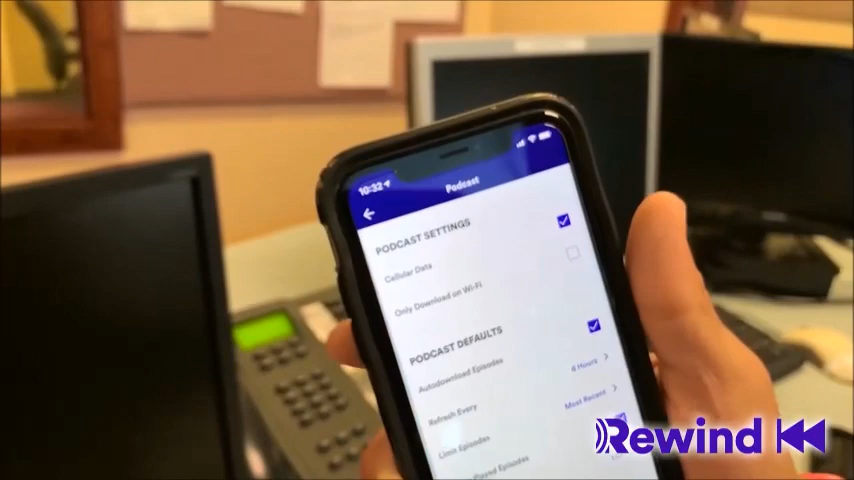 10:32
Podcast
PODCAST SETTINGS
Cellular Data
Only Download on Wi-Fi
PODCAST DEFAULTS
Autodownload Episodes
Refresh Every 6 Hours
Limit Episodes Most Recent
Episodes
Rewind